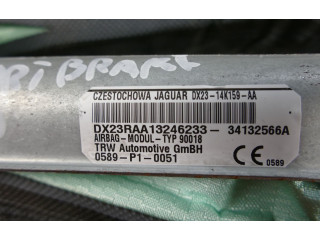 CZESTOCHOWA JAGUAR DX23-14K159-AA
DX23RAA13246233- 34132566A
AIRBAG-MODUL-TYP 90018
TRW Automotive GmBH
0589-P1-0051
CE 0589
BRAKE